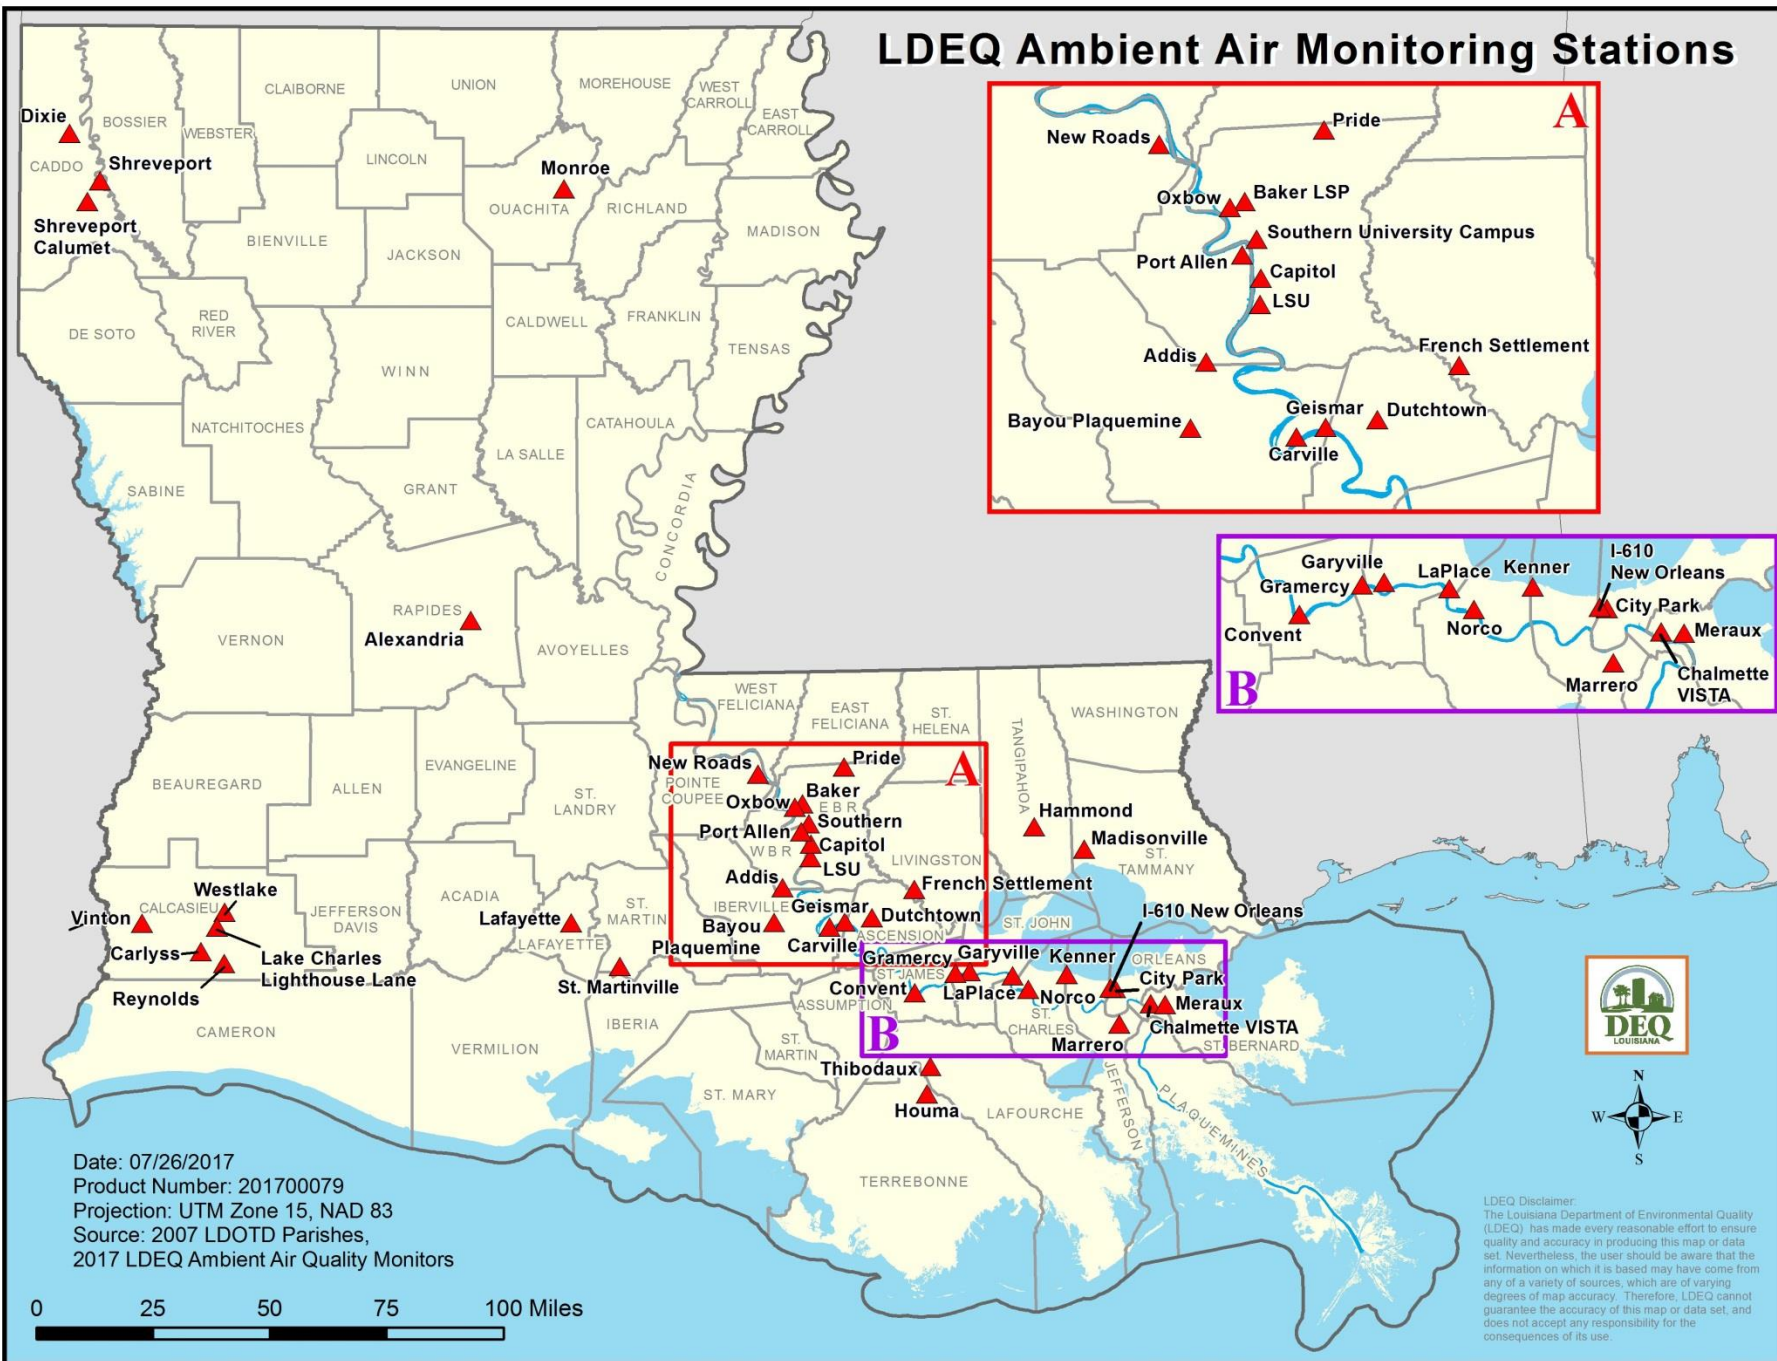 LDEQ Ambient Air Monitoring Stations
A
New Roads
Pride
Oxbow
Baker LSP
Southern University Campus
Port Allen
Capitol
LSU
Addis
French Settlement
Geismar
Dutchtown
Bayou Plaquemine
Carville
B
Garyville
Gramercy
Convent
LaPlace
Norco
Kenner
I-610
New Orleans
City Park
Meraux
Marrero
Chalmette
VISTA
Dixie
BOSSIER
CADDO
WEBSTER
CLAIBORNE
UNION
MOREHOUSE
WEST
CARROLL
EAST
CARROLL
Shreveport
Shreveport
Calumet
LINCOLN
Monroe
OUACHITA
RICHLAND
MADISON
BIENVILLE
JACKSON
DE SOTO
RED
RIVER
CALDWELL
FRANKLIN
TENSAS
WINN
NATCHITOCHES
CATAHOULA
LA SALLE
GRANT
SABINE
CONCORDIA
RAPIDES
Alexandria
VERNON
AVOYELLES
WEST
FELICIANA
EAST
FELICIANA
ST.
HELENA
TANGIPAHOA
WASHINGTON
BEAUREGARD
ALLEN
EVANGELINE
ST.
LANDRY
New Roads
POINTE
COUPEE
Pride
A
Oxbow
Baker
EBR
Port Allen
Southern
WBR
Capitol
LSU
LIVINGSTON
Hammond
Madisonville
ST.
TAMMANY
Addis
French Settlement
IBERVILLE
Geismar
Dutchtown
Bayou
Plaquemine
Carville
ASCENSION
ST. JOHN
I-610 New Orleans
Westlake
CALCASIEU
Vinton
Carlyss
Lake Charles
Lighthouse Lane
Reynolds
JEFFERSON
DAVIS
ACADIA
Lafayette
LAFAYETTE
ST.
MARTIN
St. Martinville
CAMERON
VERMILION
IBERIA
ASSUMPTION
ST.
MARTIN
ST. MARY
Gramercy
Garyville
Kenner
ORLEANS
ST JAMES
Convent
LaPlace
Norco
City Park
Meraux
ST.
CHARLES
Chalmette VISTA
B
Marrero
ST. BERNARD
Thibodaux
Houma
LAFOURCHE
JEFFERSON
PLAQUEMINES
TERREBONNE
DEQ
LOUISIANA
N
W
E
S
Date: 07/26/2017
Product Number: 201700079
Projection: UTM Zone 15, NAD 83
Source: 2007 LDOTD Parishes,
2017 LDEQ Ambient Air Quality Monitors
0 25 50 75 100 Miles
LDEQ Disclaimer:
The Louisiana Department of Environmental Quality
(LDEQ) has made every reasonable effort to ensure
quality and accuracy in producing this map or data
set. Nevertheless, the user should be aware that the
information on which it is based may have come from
any of a variety of sources, which are of varying
degrees of map accuracy. Therefore, LDEQ cannot
guarantee the accuracy of this map or data set, and
does not accept any responsibility for the
consequences of its use.